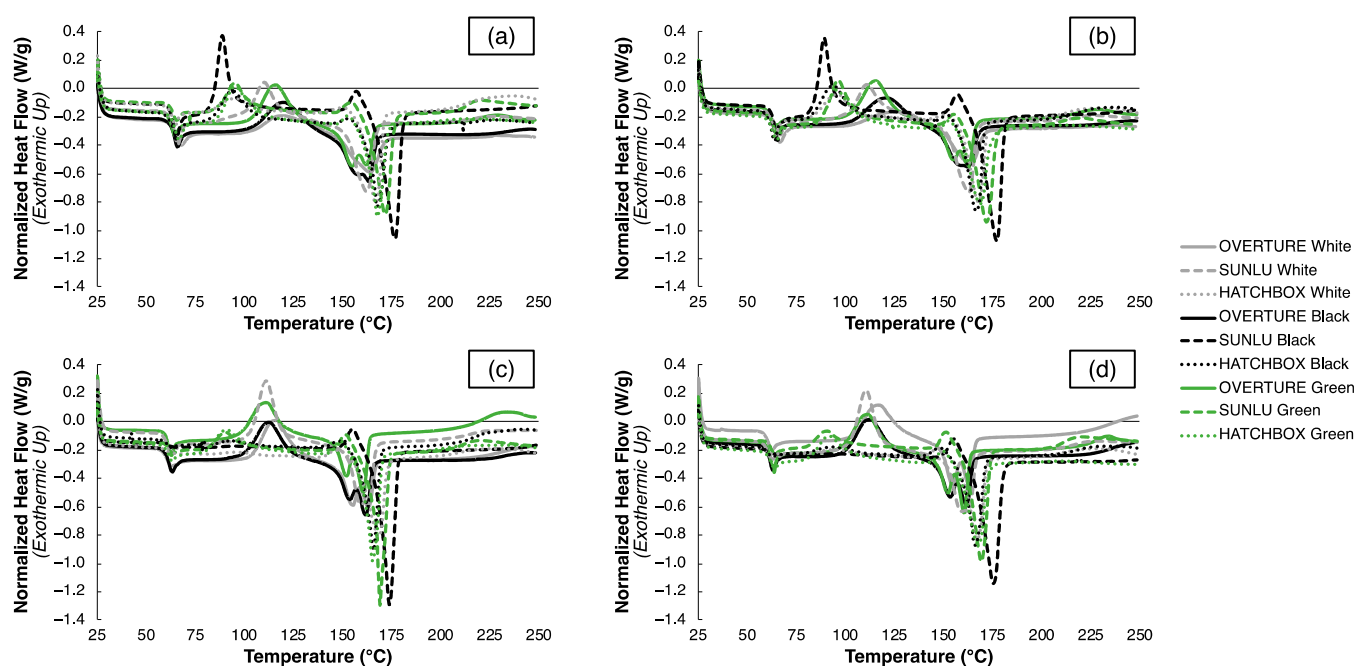 (a)
Normalized Heat Flow (W/g)
(Exothermic Up)
0.4
0.2
0.0
−0.2
−0.4
−0.6
−0.8
−1.0
−1.2
−1.4
25 50 75 100 125 150 175 200 225 250
Temperature (°C)
(b)
Normalized Heat Flow (W/g)
(Exothermic Up)
0.4
0.2
0.0
−0.2
−0.4
−0.6
−0.8
−1.0
−1.2
−1.4
25 50 75 100 125 150 175 200 225 250
Temperature (°C)
OVERTURE White
SUNLU White
HATCHBOX White
OVERTURE Black
SUNLU Black
HATCHBOX Black
OVERTURE Green
SUNLU Green
HATCHBOX Green
(c)
Normalized Heat Flow (W/g)
(Exothermic Up)
0.4
0.2
0.0
−0.2
−0.4
−0.6
−0.8
−1.0
−1.2
−1.4
25 50 75 100 125 150 175 200 225 250
Temperature (°C)
(d)
Normalized Heat Flow (W/g)
(Exothermic Up)
0.4
0.2
0.0
−0.2
−0.4
−0.6
−0.8
−1.0
−1.2
−1.4
25 50 75 100 125 150 175 200 225 250
Temperature (°C)